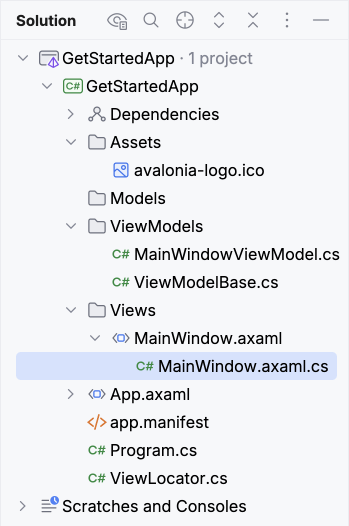 Solution
GetStartedApp · 1 project
C# GetStartedApp
Dependencies
Assets
avalonia-logo.ico
Models
ViewModels
C# MainWindowViewModel.cs
C# ViewModelBase.cs
Views
MainWindow.axaml
C# MainWindow.axaml.cs
App.axaml
app.manifest
C# Program.cs
C# ViewLocator.cs
Scratches and Consoles